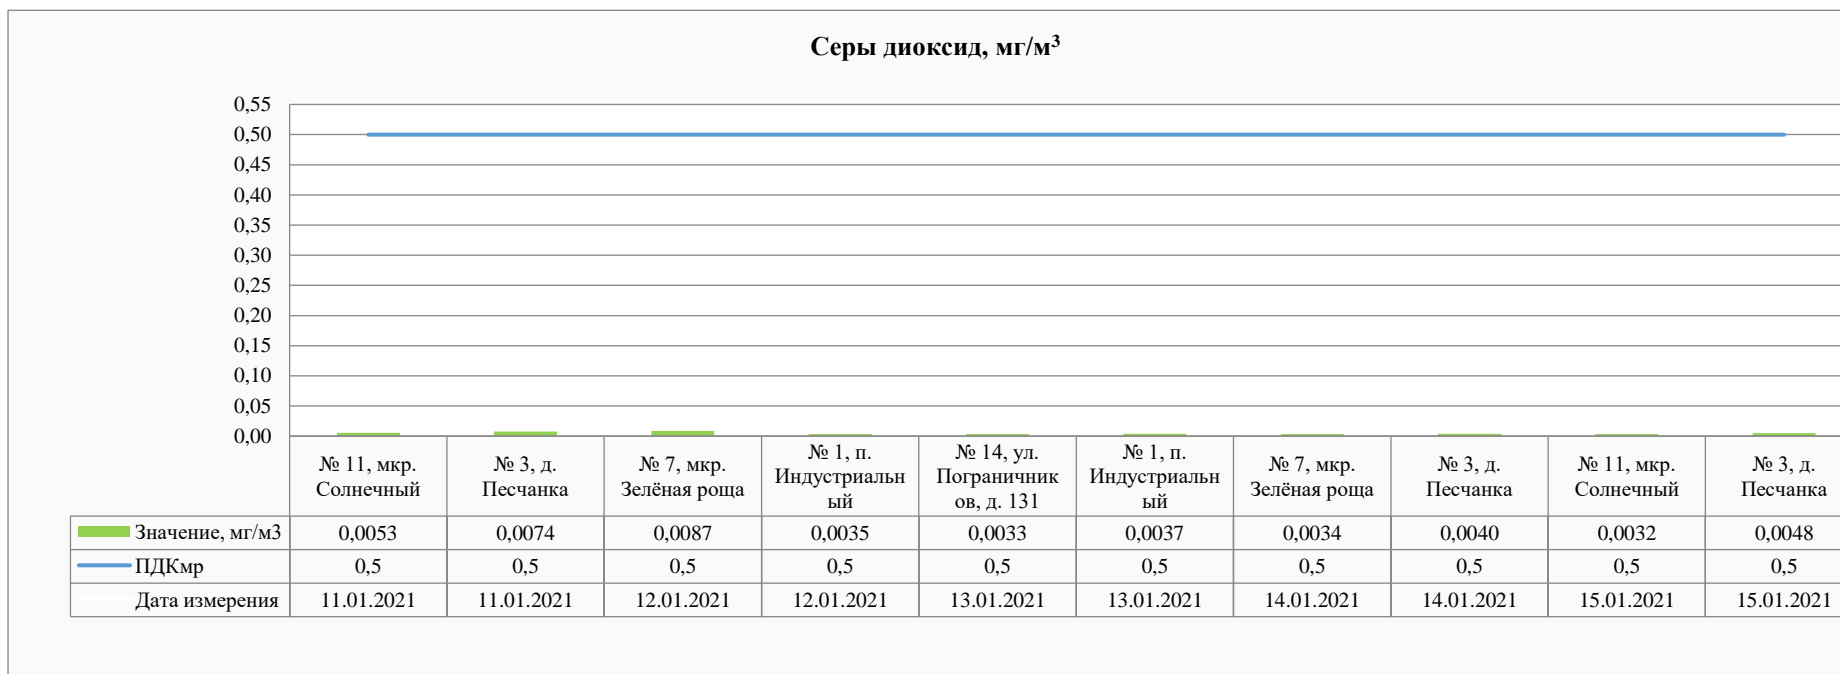 Серы диоксид, мг/м³
0,55
0,50
0,45
0,40
0,35
0,30
0,25
0,20
0,15
0,10
0,05
0,00
№ 11, мкр.
Солнечный
№ 3, д.
Песчанка
№ 7, мкр.
Зелёная роща
№ 1, п.
Индустриальн
ый
№ 14, ул.
Пограничник
ов, д. 131
№ 1, п.
Индустриальн
ый
№ 7, мкр.
Зелёная роща
№ 3, д.
Песчанка
№ 11, мкр.
Солнечный
№ 3, д.
Песчанка
Значение, мг/м3 0,0053 0,0074 0,0087 0,0035 0,0033 0,0037 0,0034 0,0040 0,0032 0,0048
ПДКмр 0,5 0,5 0,5 0,5 0,5 0,5 0,5 0,5 0,5 0,5
Дата измерения 11.01.2021 11.01.2021 12.01.2021 12.01.2021 13.01.2021 13.01.2021 14.01.2021 14.01.2021 15.01.2021 15.01.2021